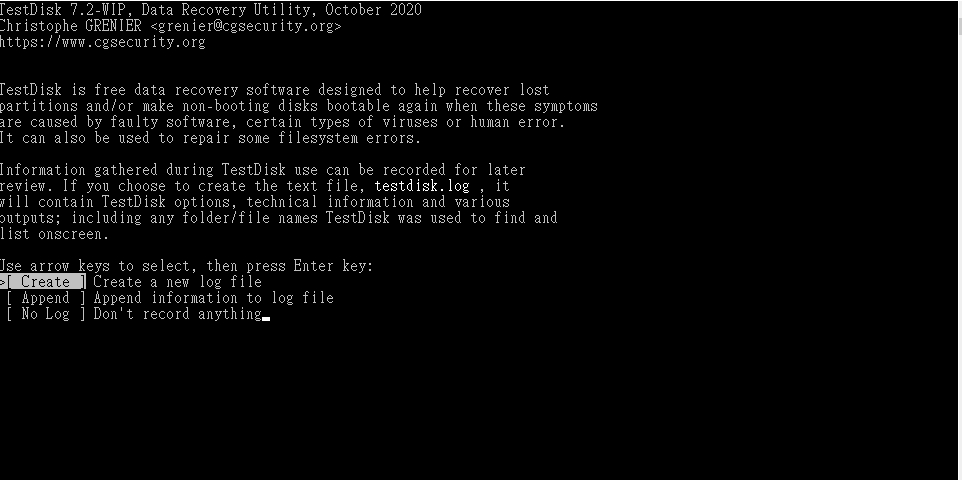 TestDisk 7.2-WIP, Data Recovery Utility, October 2020
Christophe GRENIER <grenier@cgsecurity.org>
https://www.cgsecurity.org
TestDisk is free data recovery software designed to help recover lost
partitions and/or make non-booting disks bootable again when these symptoms
are caused by faulty software, certain types of viruses or human error.
It can also be used to repair some filesystem errors.
Information gathered during TestDisk use can be recorded for later
review. If you choose to create the text file, testdisk.log , it
will contain TestDisk options, technical information and various
outputs; including any folder/file names TestDisk was used to find and
list onscreen.
Use arrow keys to select, then press Enter key:
>[ Create ] Create a new log file
[ Append ] Append information to log file
[ No Log ] Don't record anything